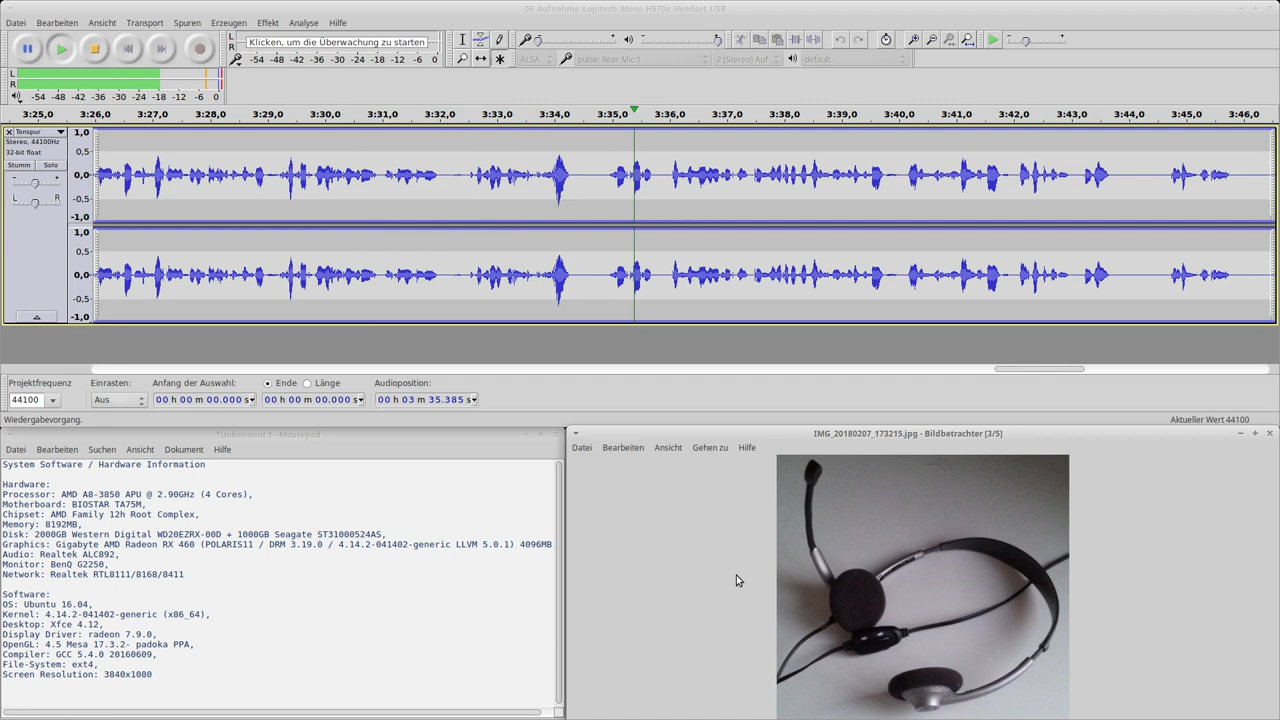 06_Aufnahme_Logitech_Mono_H570e_Headset_USB
Datei Bearbeiten Ansicht Transport Spuren Erzeugen Effekt Analyse Hilfe
L
R
Klicken, um die Überwachung zu starten
-54 -48 -42 -36 -30 -24 -18 -12 -6 0
ALSA pulse: Rear Mic:1 2 (Stereo) Auf default
L
R
-54 -48 -42 -36 -30 -24 -18 -12 -6 0
3:25,0 3:26,0 3:27,0 3:28,0 3:29,0 3:30,0 3:31,0 3:32,0 3:33,0 3:34,0 3:35,0 3:36,0 3:37,0 3:38,0 3:39,0 3:40,0 3:41,0 3:42,0 3:43,0 3:44,0 3:45,0 3:46,0
Tonspur
Stereo, 44100Hz
32-bit float
Stumm Solo
- +
L R
1,0
0,5
0,0
-0,5
-1,0
1,0
0,5
0,0
-0,5
-1,0
Projektfrequenz Einrasten: Anfang der Auswahl: Ende Länge Audioposition:
44100 Aus 00 h 00 m 00.000 s 00 h 00 m 00.000 s 00 h 03 m 35.385 s
Wiedergabevorgang. Aktueller Wert 44100
*Unbenannt 1 - Mousepad
Datei Bearbeiten Suchen Ansicht Dokument Hilfe
System Software / Hardware Information
Hardware:
Processor: AMD A8-3850 APU @ 2.90GHz (4 Cores),
Motherboard: BIOSTAR TA75M,
Chipset: AMD Family 12h Root Complex,
Memory: 8192MB,
Disk: 2000GB Western Digital WD20EZRX-00D + 1000GB Seagate ST31000524AS,
Graphics: Gigabyte AMD Radeon RX 460 (POLARIS11 / DRM 3.19.0 / 4.14.2-041402-generic LLVM 5.0.1) 4096MB
Audio: Realtek ALC892,
Monitor: BenQ G2250,
Network: Realtek RTL8111/8168/8411
Software:
OS: Ubuntu 16.04,
Kernel: 4.14.2-041402-generic (x86_64),
Desktop: Xfce 4.12,
Display Driver: radeon 7.9.0,
OpenGL: 4.5 Mesa 17.3.2- padoka PPA,
Compiler: GCC 5.4.0 20160609,
File-System: ext4,
Screen Resolution: 3840x1080
IMG_20180207_173215.jpg - Bildbetrachter [3/5]
Datei Bearbeiten Ansicht Gehen zu Hilfe